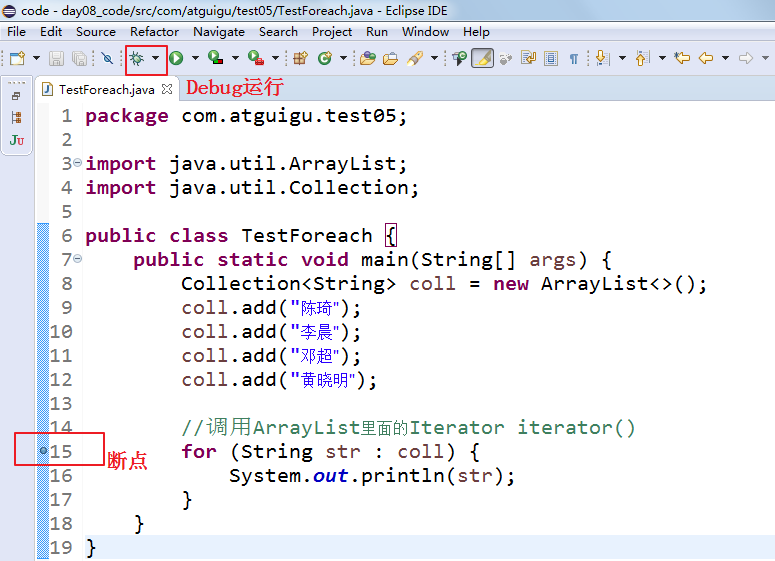 code - day08_code/src/com/atguigu/test05/TestForeach.java - Eclipse IDE
File Edit Source Refactor Navigate Search Project Run Window Help
TestForeach.java
Debug运行
Ju
1 package com.atguigu.test05;
2
3 import java.util.ArrayList;
4 import java.util.Collection;
5
6 public class TestForeach {
7 public static void main(String[] args) {
8 Collection<String> coll = new ArrayList<>();
9 coll.add("陈琦");
10 coll.add("李晨");
11 coll.add("邓超");
12 coll.add("黄晓明");
13
14 //调用ArrayList里面的Iterator iterator()
15 for (String str : coll) {
断点
16 System.out.println(str);
17 }
18 }
19 }